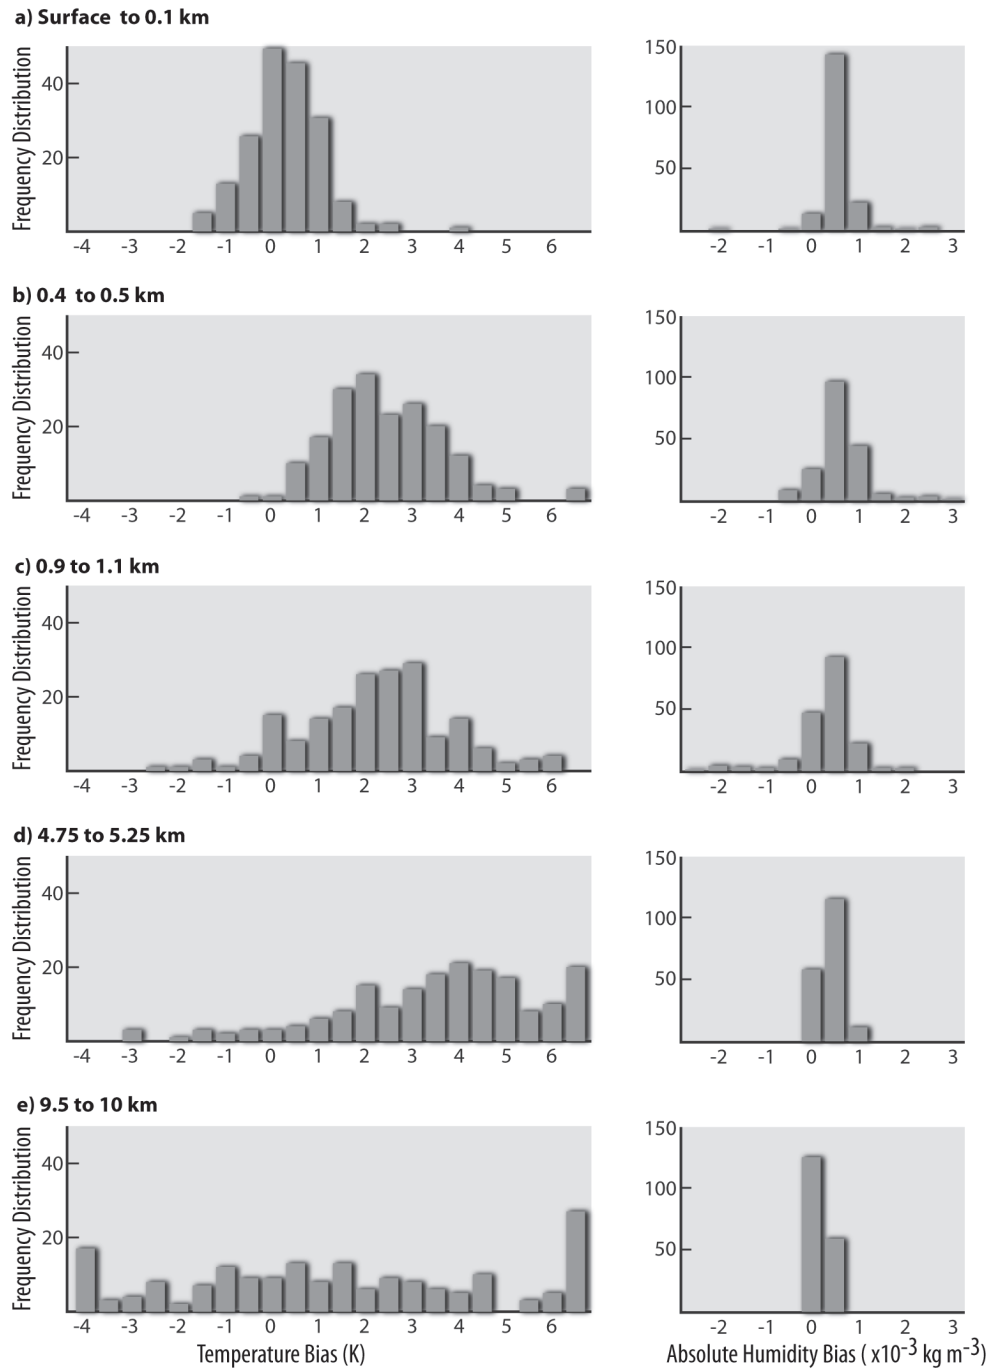 a) Surface to 0.1 km
Frequency Distribution
40
20
-4 -3 -2 -1 0 1 2 3 4 5 6
150
100
50
-2 -1 0 1 2 3
b) 0.4 to 0.5 km
Frequency Distribution
40
20
-4 -3 -2 -1 0 1 2 3 4 5 6
150
100
50
-2 -1 0 1 2 3
c) 0.9 to 1.1 km
Frequency Distribution
40
20
-4 -3 -2 -1 0 1 2 3 4 5 6
150
100
50
-2 -1 0 1 2 3
d) 4.75 to 5.25 km
Frequency Distribution
40
20
-4 -3 -2 -1 0 1 2 3 4 5 6
150
100
50
-2 -1 0 1 2 3
e) 9.5 to 10 km
Frequency Distribution
40
20
-4 -3 -2 -1 0 1 2 3 4 5 6
Temperature Bias (K)
150
100
50
-2 -1 0 1 2 3
Absolute Humidity Bias ( x10⁻³ kg m⁻³)